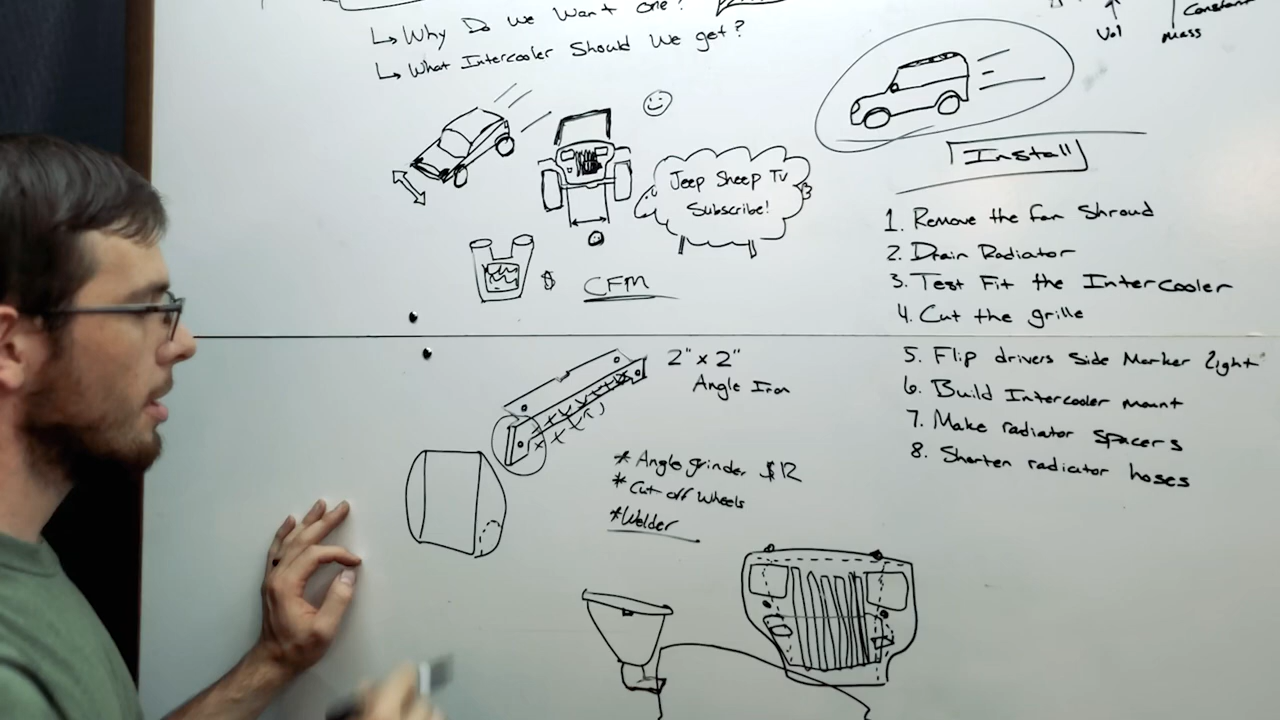 ↳ Why Do We Want one?
↳ What Intercooler Should We get?
Vol
Mass
Constant
Install
Jeep Sheep TV
Subscribe!
$
CFM
1. Remove the fan Shroud
2. Drain Radiator
3. Test Fit the Intercooler
4. Cut the grille
5. Flip drivers Side Marker light
6. Build Intercooler mount
7. Make radiator spacers
8. Shorten radiator hoses
2" x 2"
Angle Iron
* Angle grinder $12
* Cut off Wheels
* Welder